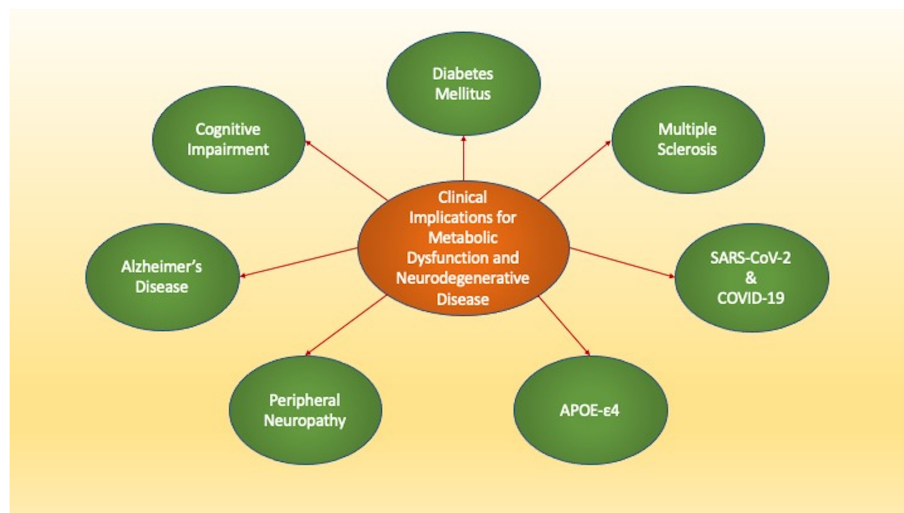 Diabetes
Mellitus
Cognitive
Impairment
Multiple
Sclerosis
Clinical
Implications for
Metabolic
Dysfunction and
Neurodegenerative
Disease
Alzheimer's
Disease
SARS-CoV-2
&
COVID-19
Peripheral
Neuropathy
APOE-ε4